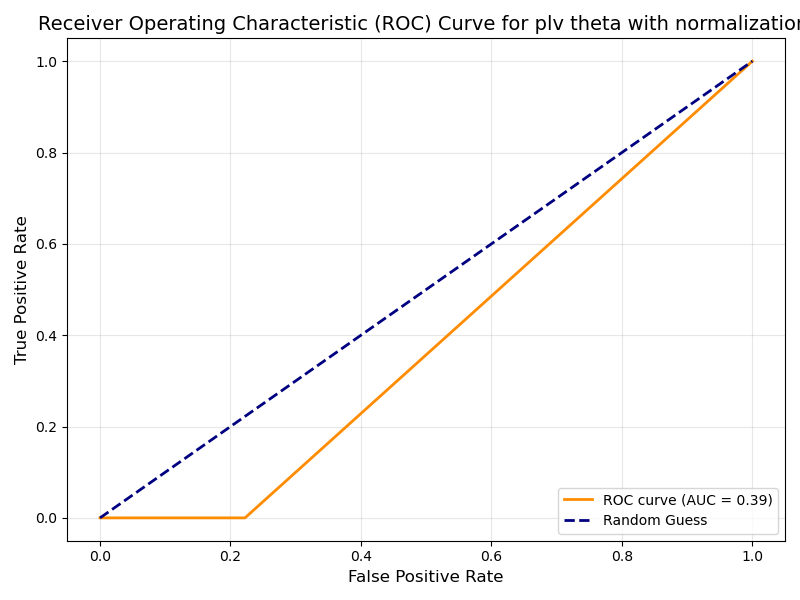 Receiver Operating Characteristic (ROC) Curve for plv theta with normalization
1.0
0.8
0.6
0.4
0.2
0.0
True Positive Rate
0.0 0.2 0.4 0.6 0.8 1.0
False Positive Rate
ROC curve (AUC = 0.39)
Random Guess